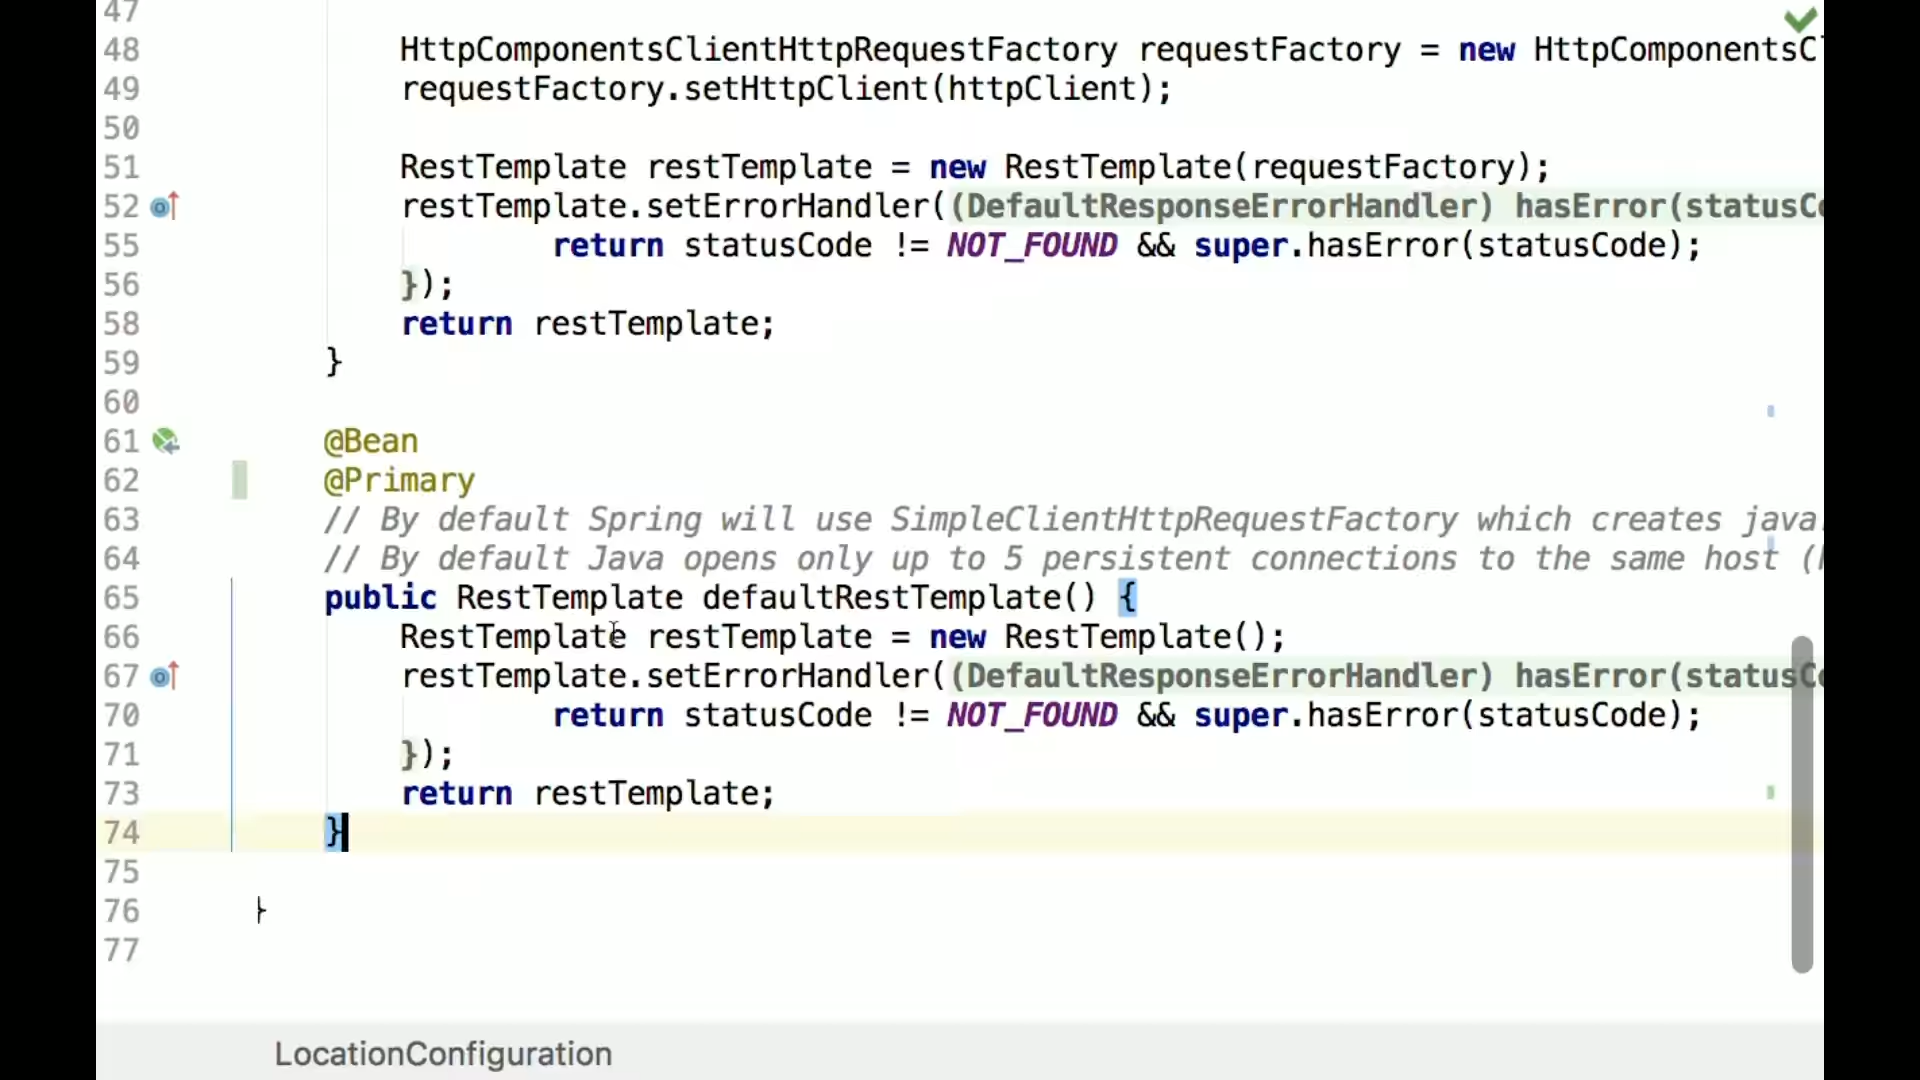 47
48 HttpComponentsClientHttpRequestFactory requestFactory = new HttpComponentsC
49 requestFactory.setHttpClient(httpClient);
50
51 RestTemplate restTemplate = new RestTemplate(requestFactory);
52 restTemplate.setErrorHandler((DefaultResponseErrorHandler) hasError(statusC
55 return statusCode != NOT_FOUND && super.hasError(statusCode);
56 });
58 return restTemplate;
59 }
60
61 @Bean
62 @Primary
63 // By default Spring will use SimpleClientHttpRequestFactory which creates java
64 // By default Java opens only up to 5 persistent connections to the same host (
65 public RestTemplate defaultRestTemplate() {
66 RestTemplate restTemplate = new RestTemplate();
67 restTemplate.setErrorHandler((DefaultResponseErrorHandler) hasError(statusC
70 return statusCode != NOT_FOUND && super.hasError(statusCode);
71 });
73 return restTemplate;
74 }
75
76 }
77
LocationConfiguration